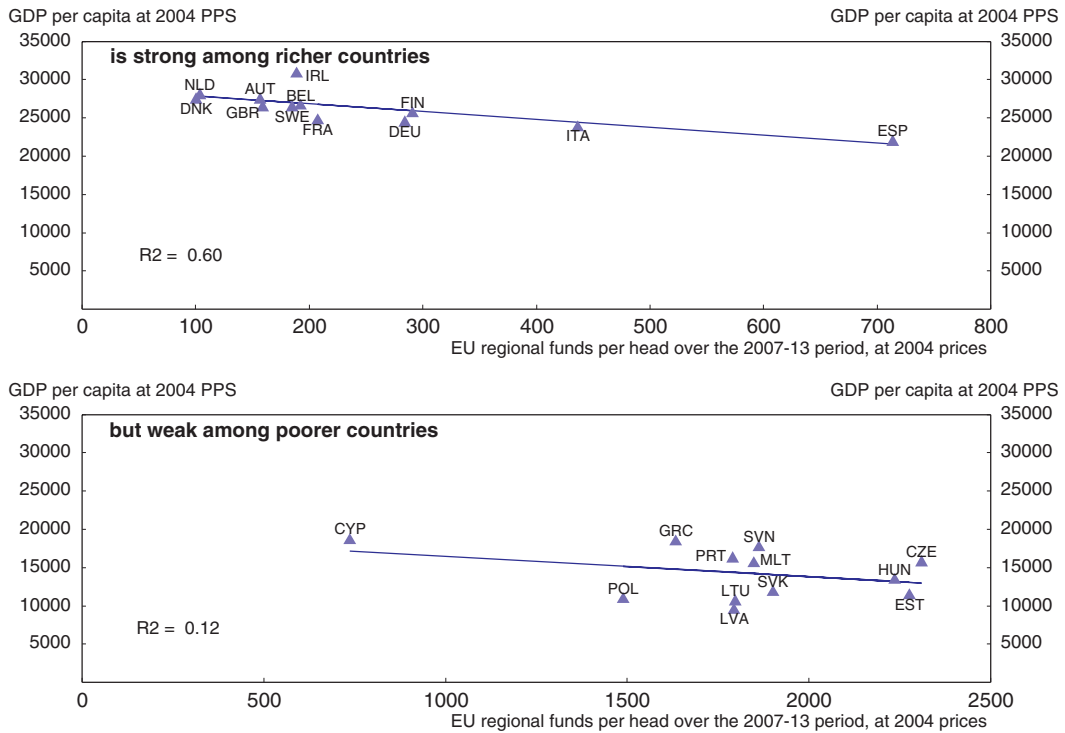 GDP per capita at 2004 PPS GDP per capita at 2004 PPS
35000 35000
is strong among richer countries
30000 IRL 30000
NLD AUT BEL FIN
25000 DNK GBR SWE 25000
FRA DEU ITA ESP
20000 20000
15000 15000
10000 10000
R2 = 0.60
5000 5000
0 100 200 300 400 500 600 700 800
EU regional funds per head over the 2007-13 period, at 2004 prices
GDP per capita at 2004 PPS GDP per capita at 2004 PPS
35000 35000
but weak among poorer countries
30000 30000
25000 25000
20000 CYP GRC SVN 20000
PRT MLT CZE
15000 HUN 15000
POL LTU SVK
10000 LVA EST 10000
R2 = 0.12
5000 5000
0 500 1000 1500 2000 2500
EU regional funds per head over the 2007-13 period, at 2004 prices